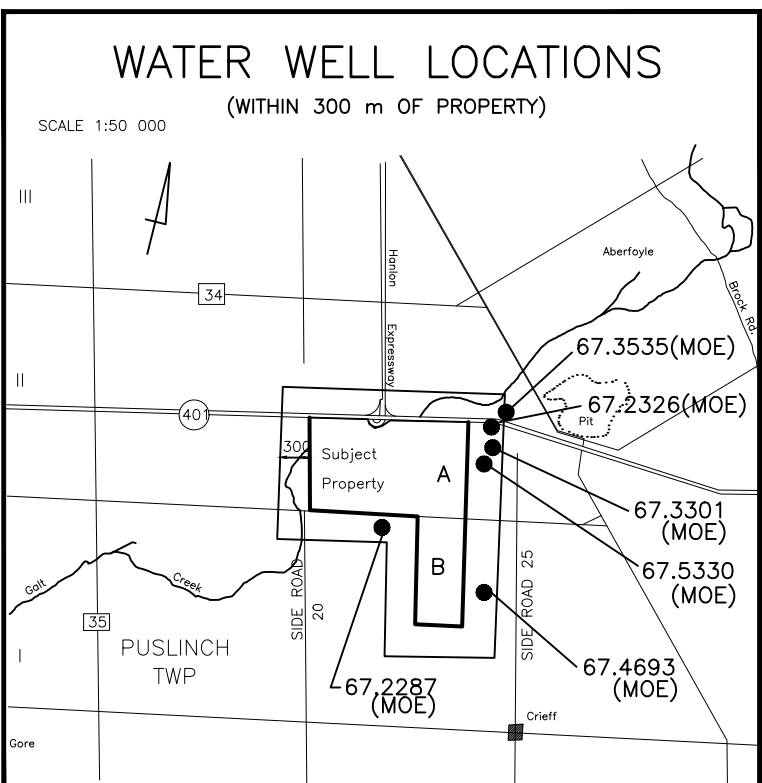 WATER WELL LOCATIONS
(WITHIN 300 m OF PROPERTY)
SCALE 1:50 000
III
Hanlon
Expressway
Aberfoyle
Brock Rd.
34
II
67.3535(MOE)
67.2326(MOE)
401
Pit
300
Subject
Property
A
67.3301
(MOE)
B
67.5330
(MOE)
Galt
Creek
SIDE ROAD
20
SIDE ROAD 25
35
PUSLINCH
TWP
I
67.4693
(MOE)
67.2287
(MOE)
Crieff
Gore